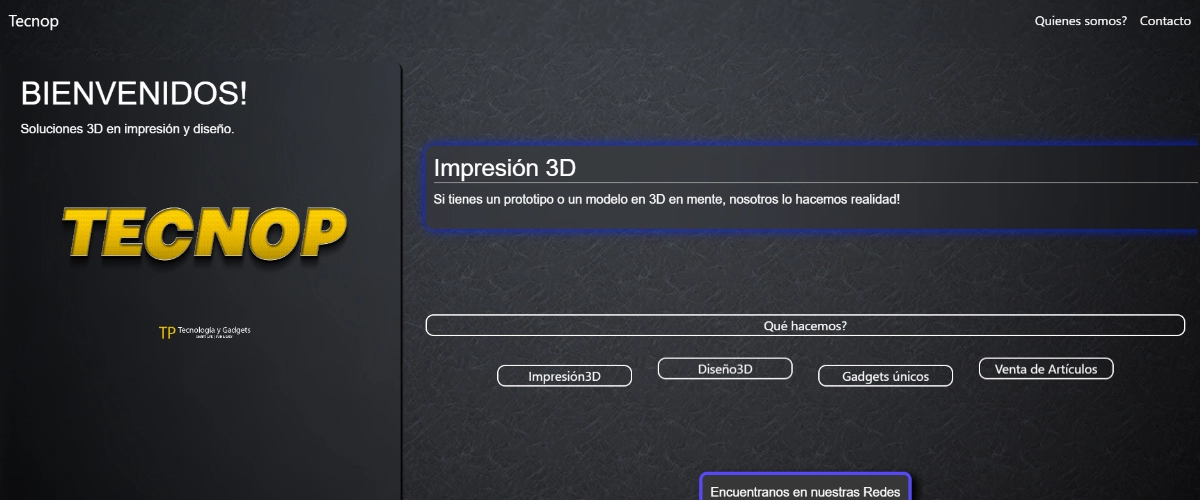 Tecnop
Quienes somos? Contacto
BIENVENIDOS!
Soluciones 3D en impresión y diseño.
TECNOP
TP Tecnología y Gadgets
Impresión 3D
Si tienes un prototipo o un modelo en 3D en mente, nosotros lo hacemos realidad!
Qué hacemos?
Impresión3D
Diseño3D
Gadgets únicos
Venta de Artículos
Encuentranos en nuestras Redes